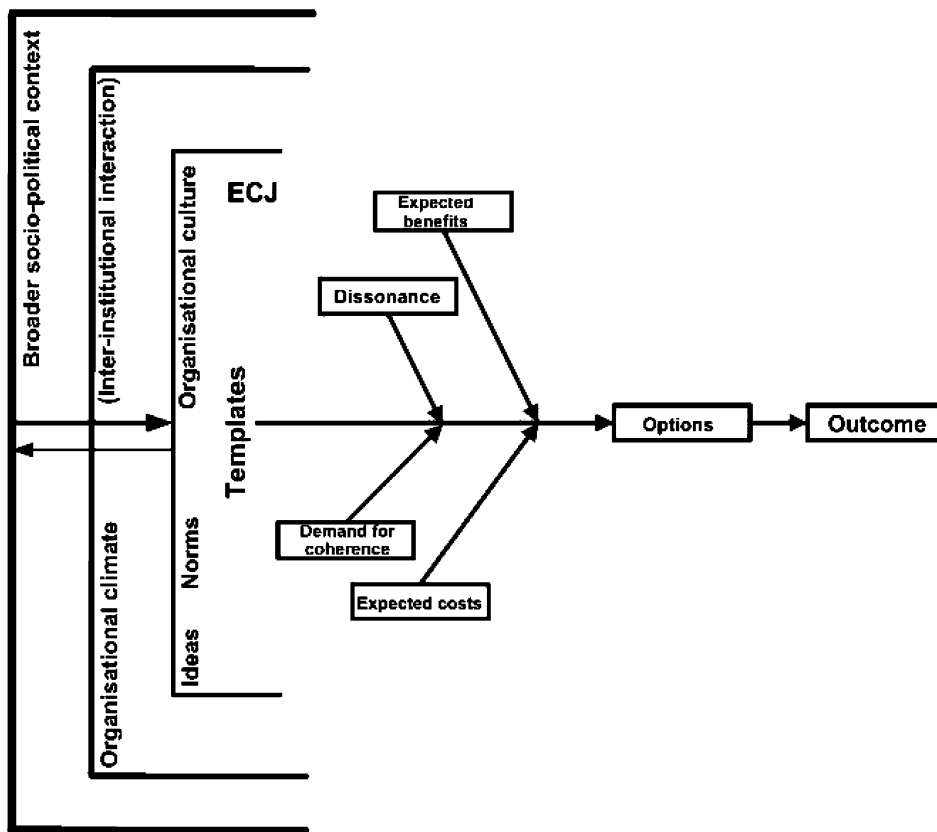 Broader socio-political context
(Inter-institutional interaction)
Organisational climate
Organisational culture
Norms
Ideas
ECJ
Templates
Expected
benefits
Dissonance
Demand for
coherence
Expected costs
Options
Outcome